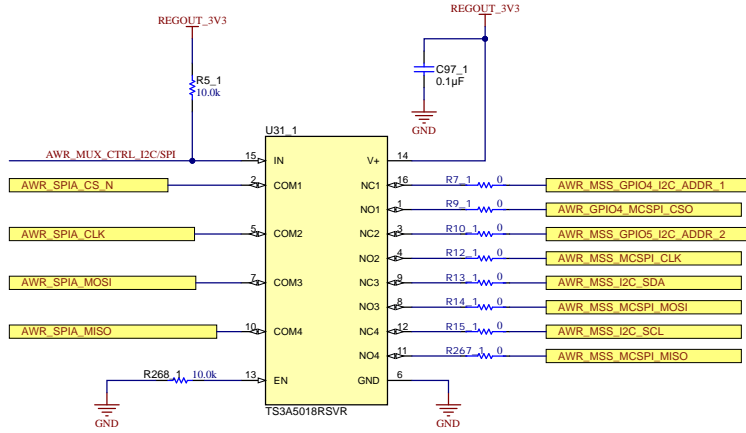 REGOUT_3V3
REGOUT_3V3
R5_1
10.0k
C97_1
0.1µF
GND
U31_1
AWR_MUX_CTRL_I2C/SPI
15
IN
V+
14
AWR_SPIA_CS_N
2
COM1
NC1
16
R7_1
0
AWR_MSS_GPIO4_I2C_ADDR_1
NO1
1
R9_1
0
AWR_GPIO4_MCSPI_CSO
AWR_SPIA_CLK
5
COM2
NC2
3
R10_1
0
AWR_MSS_GPIO5_I2C_ADDR_2
NO2
4
R12_1
0
AWR_MSS_MCSPI_CLK
AWR_SPIA_MOSI
7
COM3
NC3
9
R13_1
0
AWR_MSS_I2C_SDA
NO3
8
R14_1
0
AWR_MSS_MCSPI_MOSI
AWR_SPIA_MISO
10
COM4
NC4
12
R15_1
0
AWR_MSS_I2C_SCL
NO4
11
R267_1
0
AWR_MSS_MCSPI_MISO
R268_1
10.0k
13
EN
GND
6
GND
TS3A5018RSVR
GND